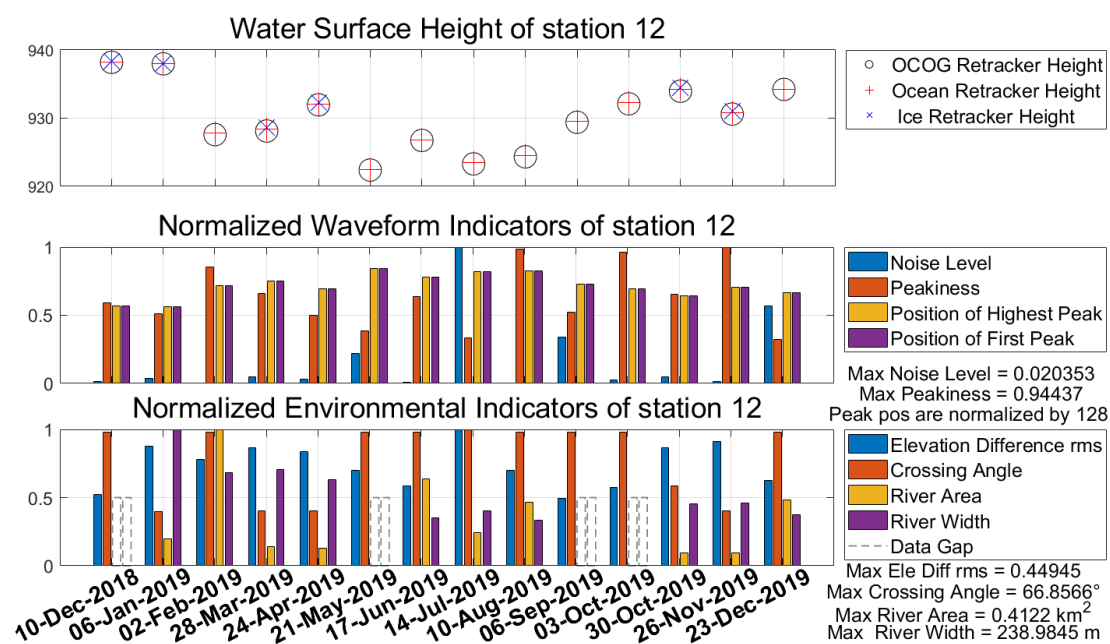 Water Surface Height of station 12
940
930
920
OCOG Retracker Height
Ocean Retracker Height
Ice Retracker Height
Normalized Waveform Indicators of station 12
1
0.5
0
Noise Level
Peakiness
Position of Highest Peak
Position of First Peak
Max Noise Level = 0.020353
Max Peakiness = 0.94437
Peak pos are normalized by 128
Normalized Environmental Indicators of station 12
1
0.5
0
Elevation Difference rms
Crossing Angle
River Area
River Width
Data Gap
Max Ele Diff rms = 0.44945
Max Crossing Angle = 66.8566°
Max River Area = 0.4122 km2
Max River Width = 238.9845 m
10-Dec-2018
06-Jan-2019
02-Feb-2019
28-Mar-2019
24-Apr-2019
21-May-2019
17-Jun-2019
14-Jul-2019
10-Aug-2019
06-Sep-2019
03-Oct-2019
30-Oct-2019
26-Nov-2019
23-Dec-2019